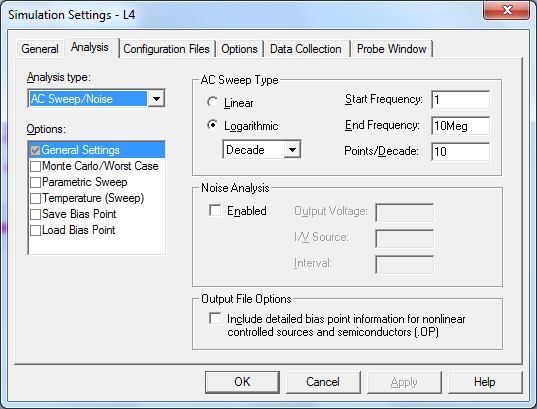 Simulation Settings - L4
General Analysis Configuration Files Options Data Collection Probe Window
Analysis type:
AC Sweep/Noise
Options:
General Settings
Monte Carlo/Worst Case
Parametric Sweep
Temperature (Sweep)
Save Bias Point
Load Bias Point
AC Sweep Type
Linear
Logarithmic
Decade
Start Frequency: 1
End Frequency: 10Meg
Points/Decade: 10
Noise Analysis
Enabled
Output Voltage:
I/V Source:
Interval:
Output File Options
Include detailed bias point information for nonlinear
controlled sources and semiconductors (.OP)
OK Cancel Apply Help